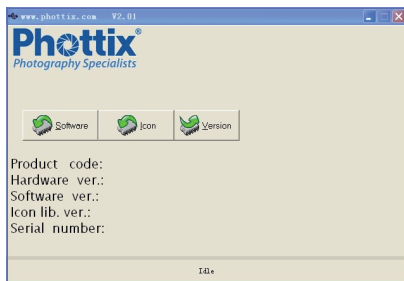 www.phottix.com V2.01
Phottix®
Photography Specialists
Software Icon Version
Product code:
Hardware ver.:
Software ver.:
Icon lib. ver.:
Serial number:
Idle